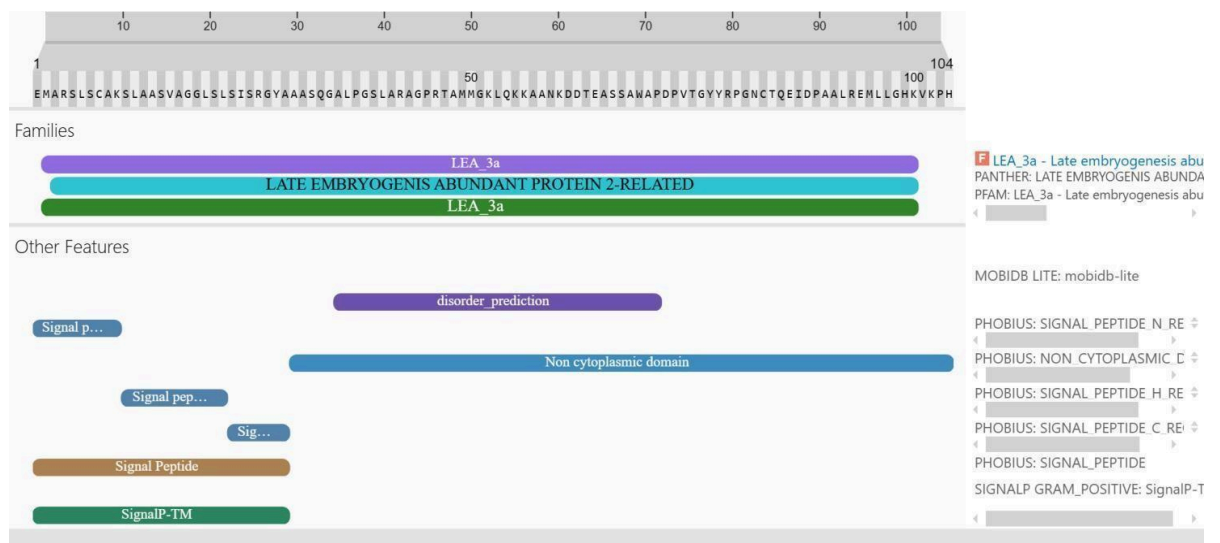 10 20 30 40 50 60 70 80 90 100
1 104
50 100
EMARSLSCAKSLAASVAGGLSLSISRGYAAASQGALPGSLARAGPRTAMMGKLQKKAANKDDTEASSAWAPDPVTGYYRPGNCTQEIDPAALREMLLGHKVKPH
Families
LEA_3a F LEA_3a - Late embryogenesis abu
LATE EMBRYOGENIS ABUNDANT PROTEIN 2-RELATED PANTHER: LATE EMBRYOGENIS ABUNDA
LEA_3a PFAM: LEA_3a - Late embryogenesis abu
Other Features
disorder_prediction MOBIDB LITE: mobidb-lite
Signal p... PHOBIUS: SIGNAL_PEPTIDE_N_RE
Non cytoplasmic domain PHOBIUS: NON_CYTOPLASMIC_D
Signal pep... PHOBIUS: SIGNAL_PEPTIDE_H_RE
Sig... PHOBIUS: SIGNAL_PEPTIDE_C_RE
Signal Peptide PHOBIUS: SIGNAL_PEPTIDE
SignalP-TM SIGNALP GRAM_POSITIVE: SignalP-T